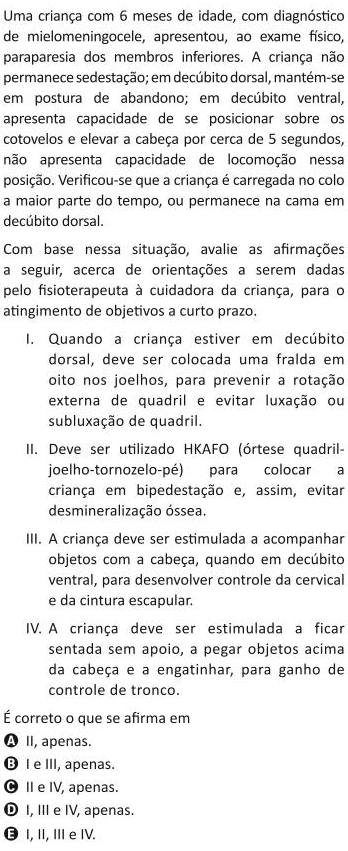 Uma criança com 6 meses de idade, com diagnóstico
de mielomeningocele, apresentou, ao exame físico,
paraparesia dos membros inferiores. A criança não
permanece sedestação; em decúbito dorsal, mantém-se
em postura de abandono; em decúbito ventral,
apresenta capacidade de se posicionar sobre os
cotovelos e elevar a cabeça por cerca de 5 segundos,
não apresenta capacidade de locomoção nessa
posição. Verificou-se que a criança é carregada no colo
a maior parte do tempo, ou permanece na cama em
decúbito dorsal.
Com base nessa situação, avalie as afirmações
a seguir, acerca de orientações a serem dadas
pelo fisioterapeuta à cuidadora da criança, para o
atingimento de objetivos a curto prazo.
I. Quando a criança estiver em decúbito
dorsal, deve ser colocada uma fralda em
oito nos joelhos, para prevenir a rotação
externa de quadril e evitar luxação ou
subluxação de quadril.
II. Deve ser utilizado HKAFO (órtese quadril-
joelho-tornozelo-pé) para colocar a
criança em bipedestação e, assim, evitar
desmineralização óssea.
III. A criança deve ser estimulada a acompanhar
objetos com a cabeça, quando em decúbito
ventral, para desenvolver controle da cervical
e da cintura escapular.
IV. A criança deve ser estimulada a ficar
sentada sem apoio, a pegar objetos acima
da cabeça e a engatinhar, para ganho de
controle de tronco.
É correto o que se afirma em
A II, apenas.
B I e III, apenas.
C II e IV, apenas.
D I, III e IV, apenas.
E I, II, III e IV.